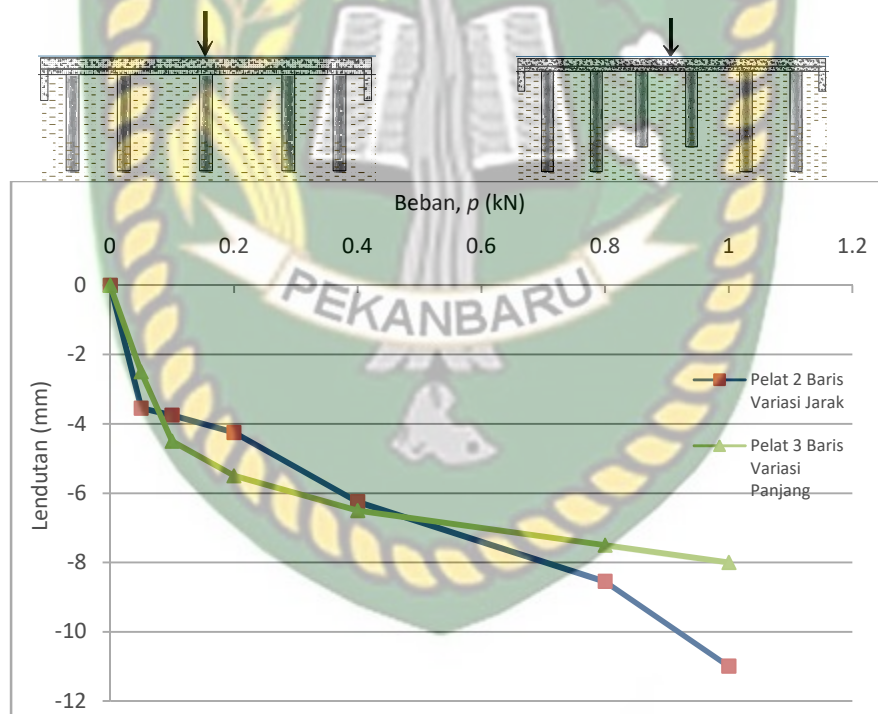 Beban, p (kN)
0 0.2 0.4 0.6 0.8 1 1.2
PEKANBARU
0
-2
-4
-6
-8
-10
-12
Lendutan (mm)
Pelat 2 Baris
Variasi Jarak
Pelat 3 Baris
Variasi
Panjang